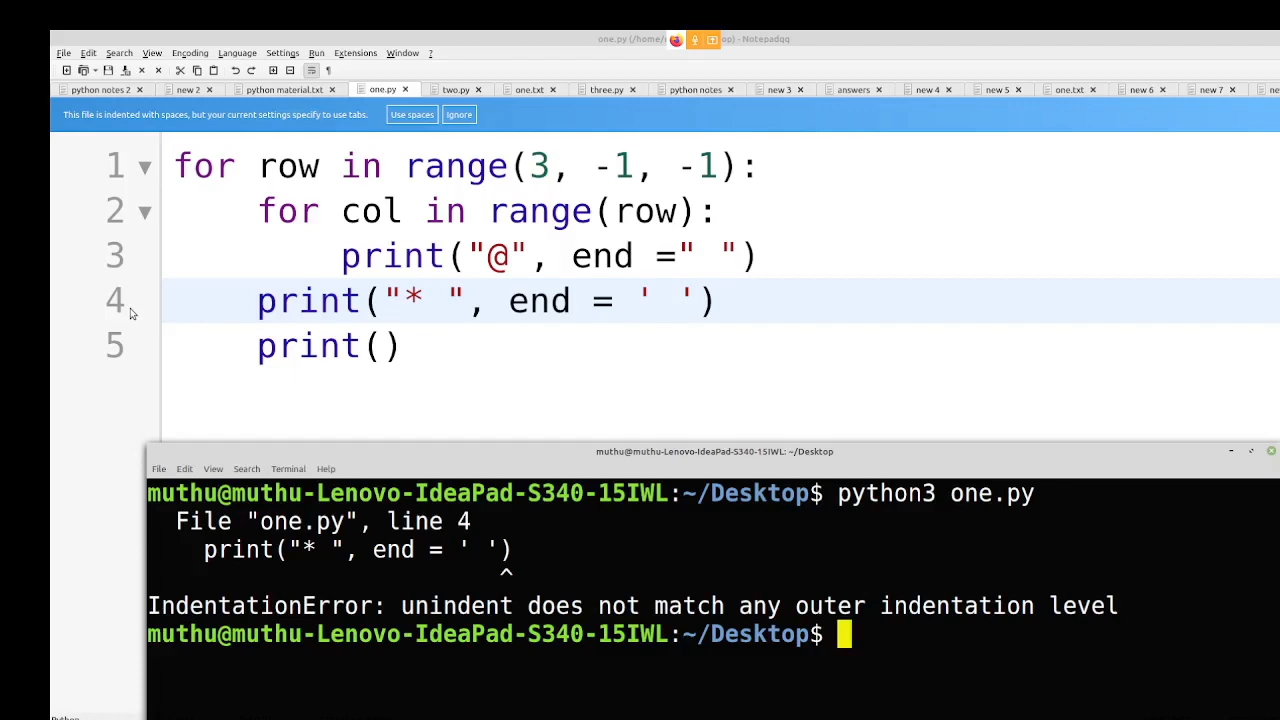 one.py (/home/ op) - Notepadqq
File Edit Search View Encoding Language Settings Run Extensions Window ?
python notes 2 new 2 python material.txt one.py two.py one.txt three.py python notes new 3 answers new 4 new 5 one.txt new 6 new 7
This file is indented with spaces, but your current settings specify to use tabs. Use spaces Ignore
1 for row in range(3, -1, -1):
2 for col in range(row):
3 print("@", end =" ")
4 print("* ", end = ' ')
5 print()
muthu@muthu-Lenovo-IdeaPad-S340-15IWL: ~/Desktop
File Edit View Search Terminal Help
muthu@muthu-Lenovo-IdeaPad-S340-15IWL:~/Desktop$ python3 one.py
File "one.py", line 4
print("* ", end = ' ')
^
IndentationError: unindent does not match any outer indentation level
muthu@muthu-Lenovo-IdeaPad-S340-15IWL:~/Desktop$